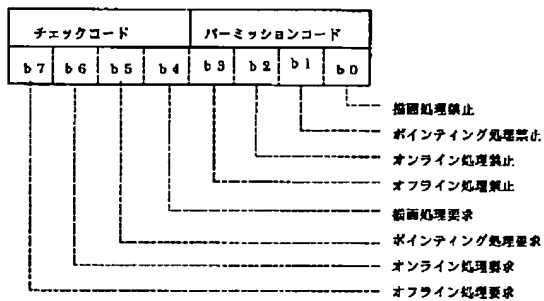 チェックコード パーミッションコード
b7 b6 b5 b4 b3 b2 b1 b0
描画処理禁止
ポインティング処理禁止
オンライン処理禁止
オフライン処理禁止
描画処理要求
ポインティング処理要求
オンライン処理要求
オフライン処理要求